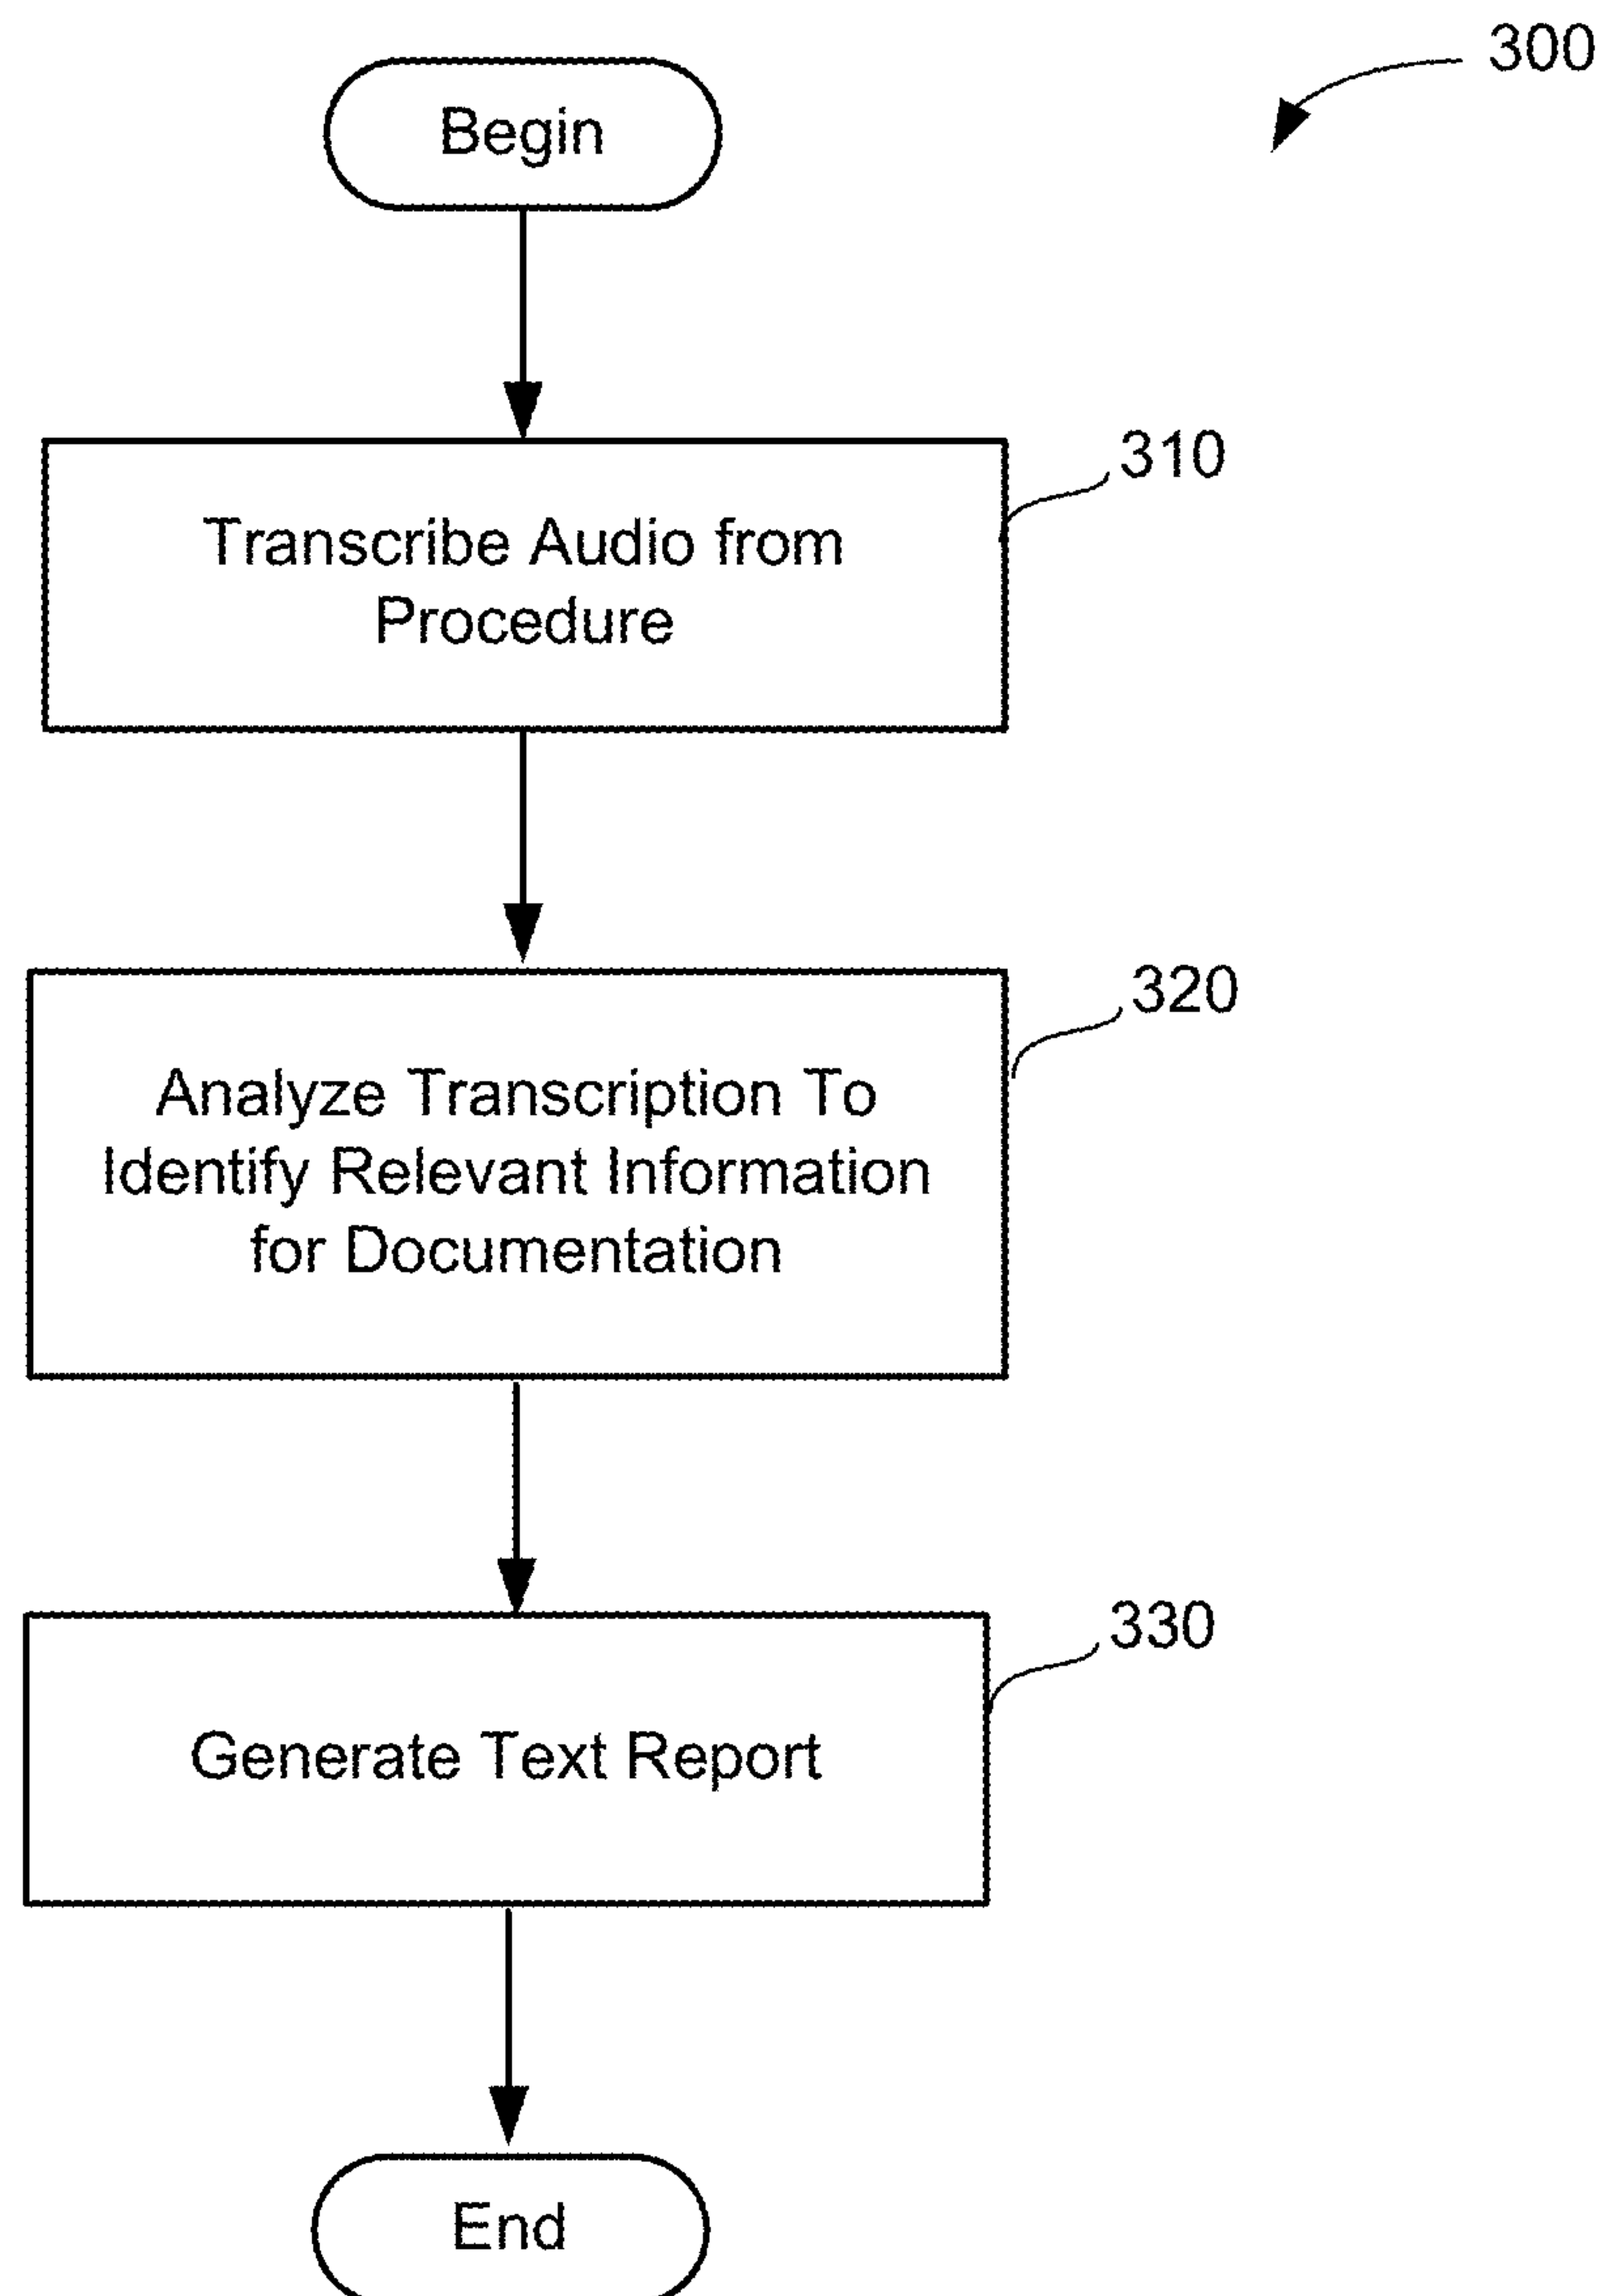 300
Begin
310
Transcribe Audio from
Procedure
320
Analyze Transcription To
Identify Relevant Information
for Documentation
330
Generate Text Report
End